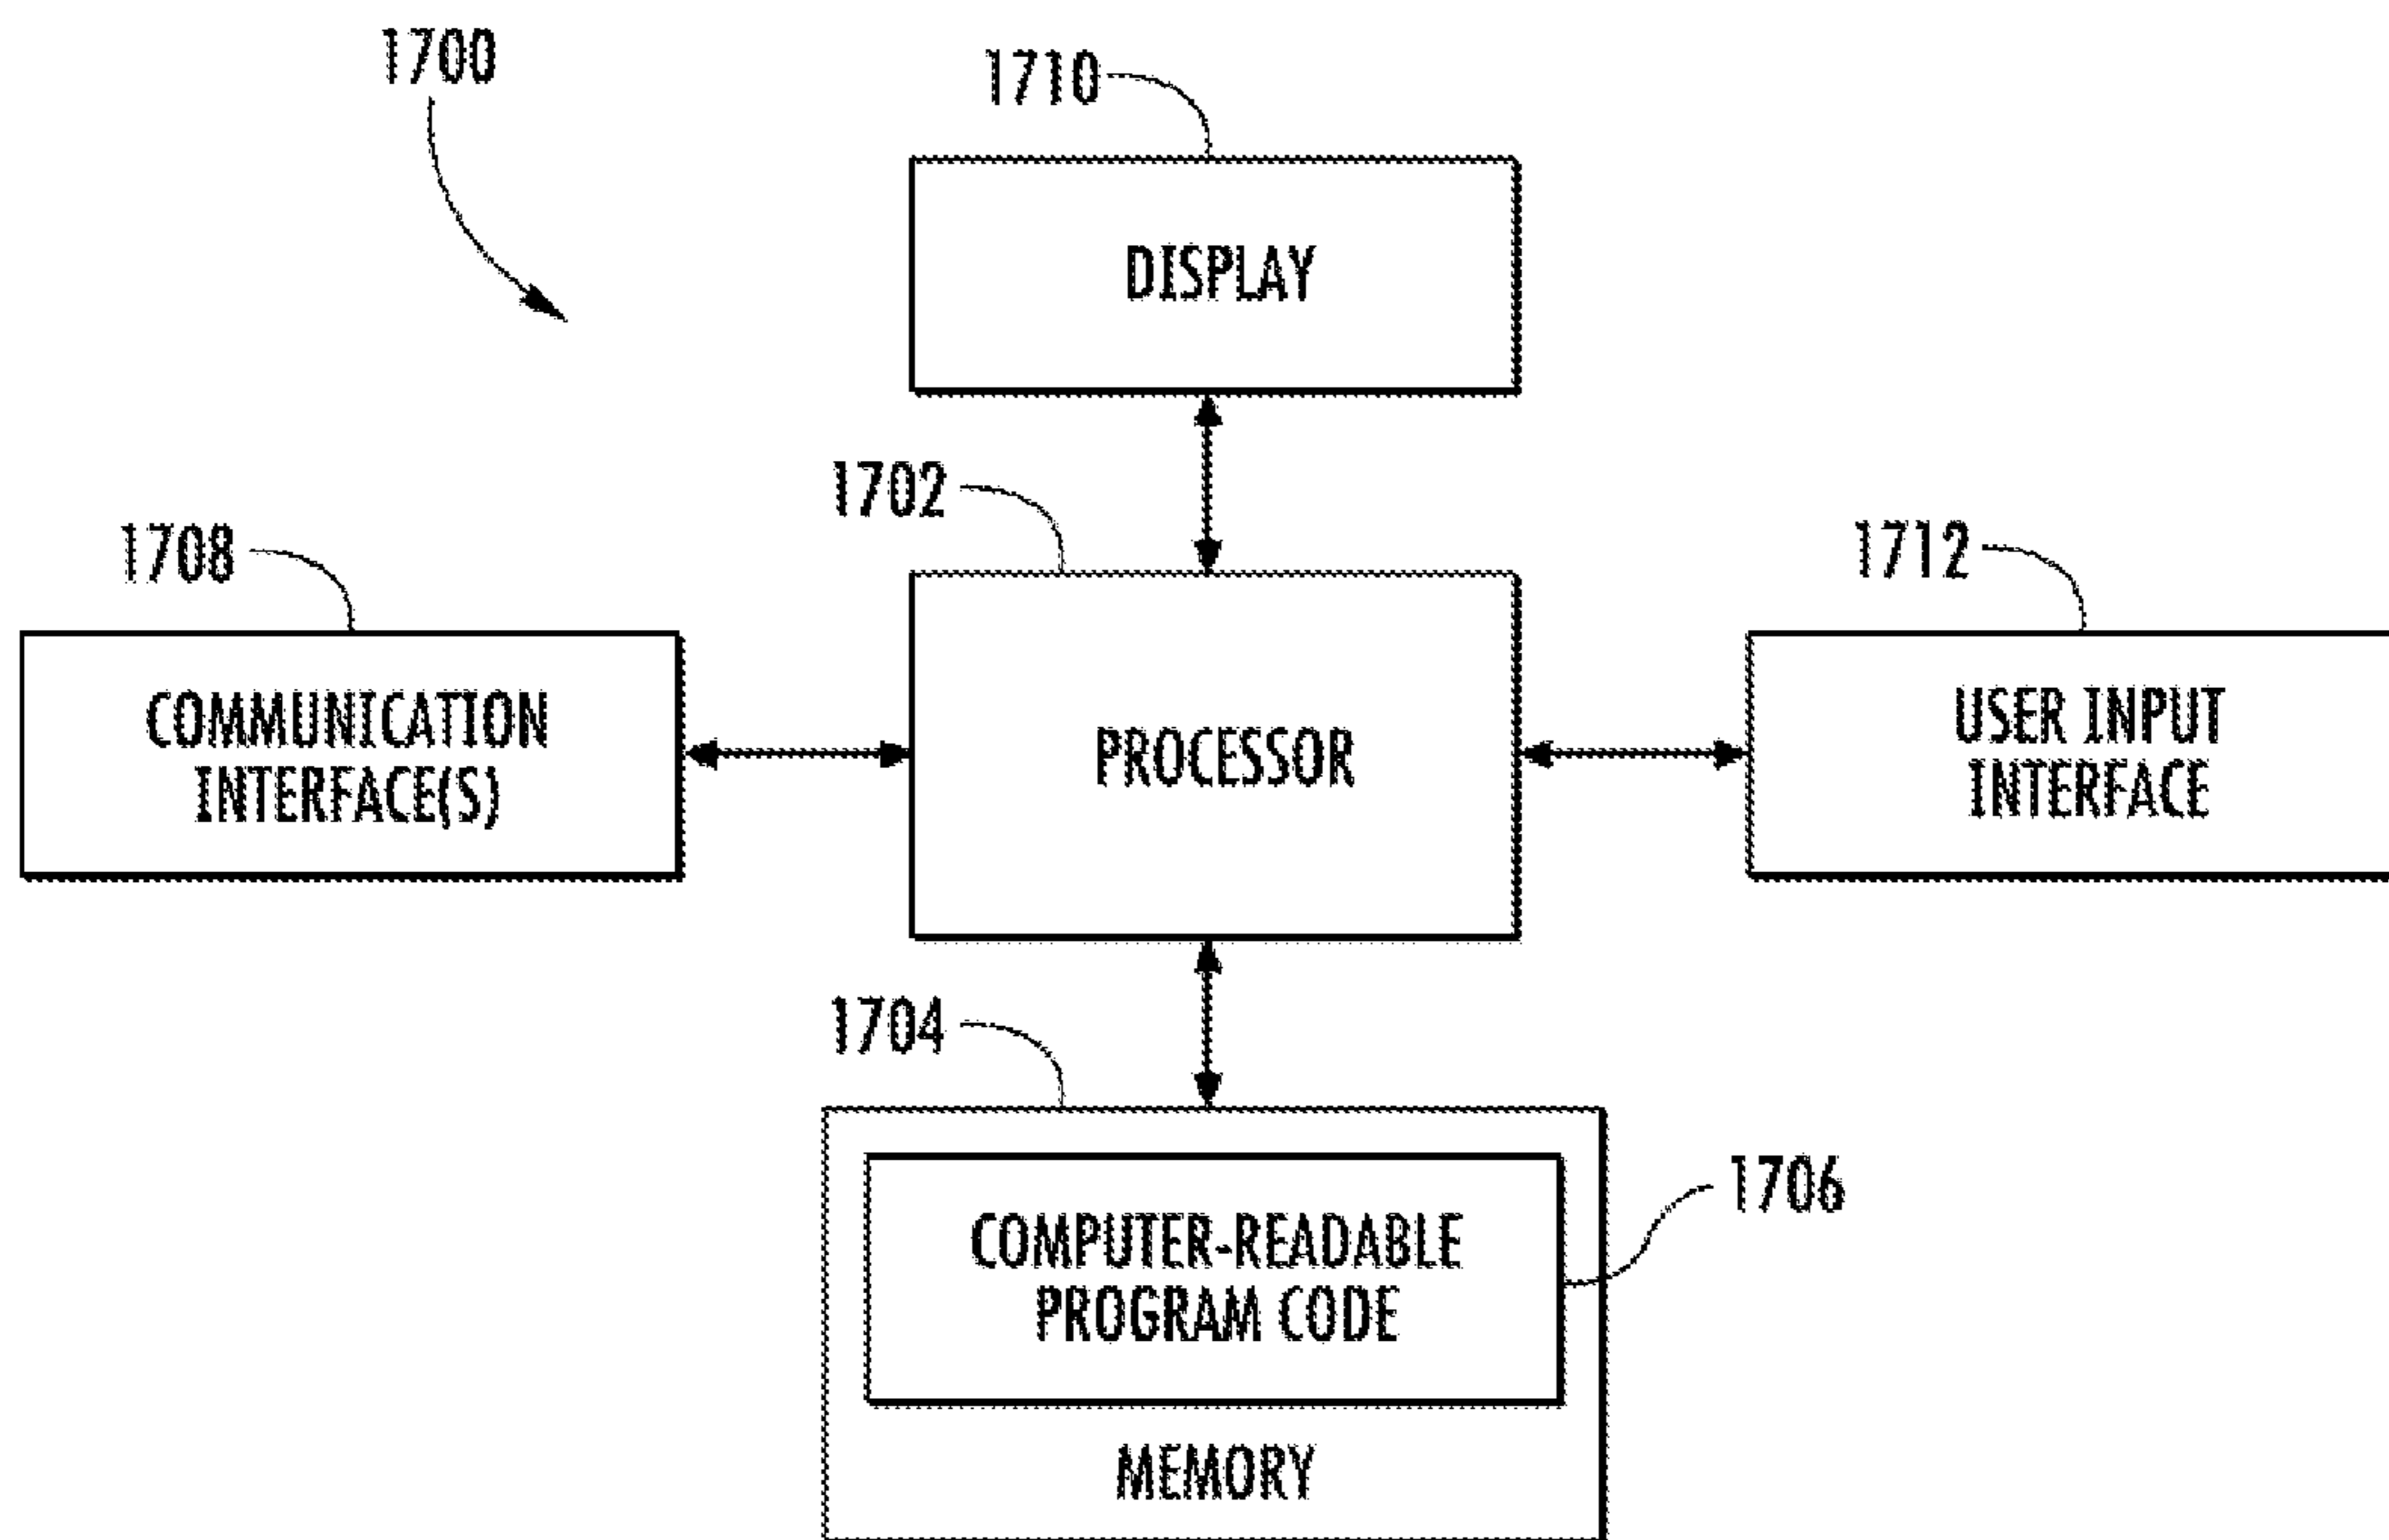 1700
1710
DISPLAY
1702
1708
1712
COMMUNICATION
INTERFACE(S)
PROCESSOR
USER INPUT
INTERFACE
1704
COMPUTER-READABLE
PROGRAM CODE
1706
MEMORY